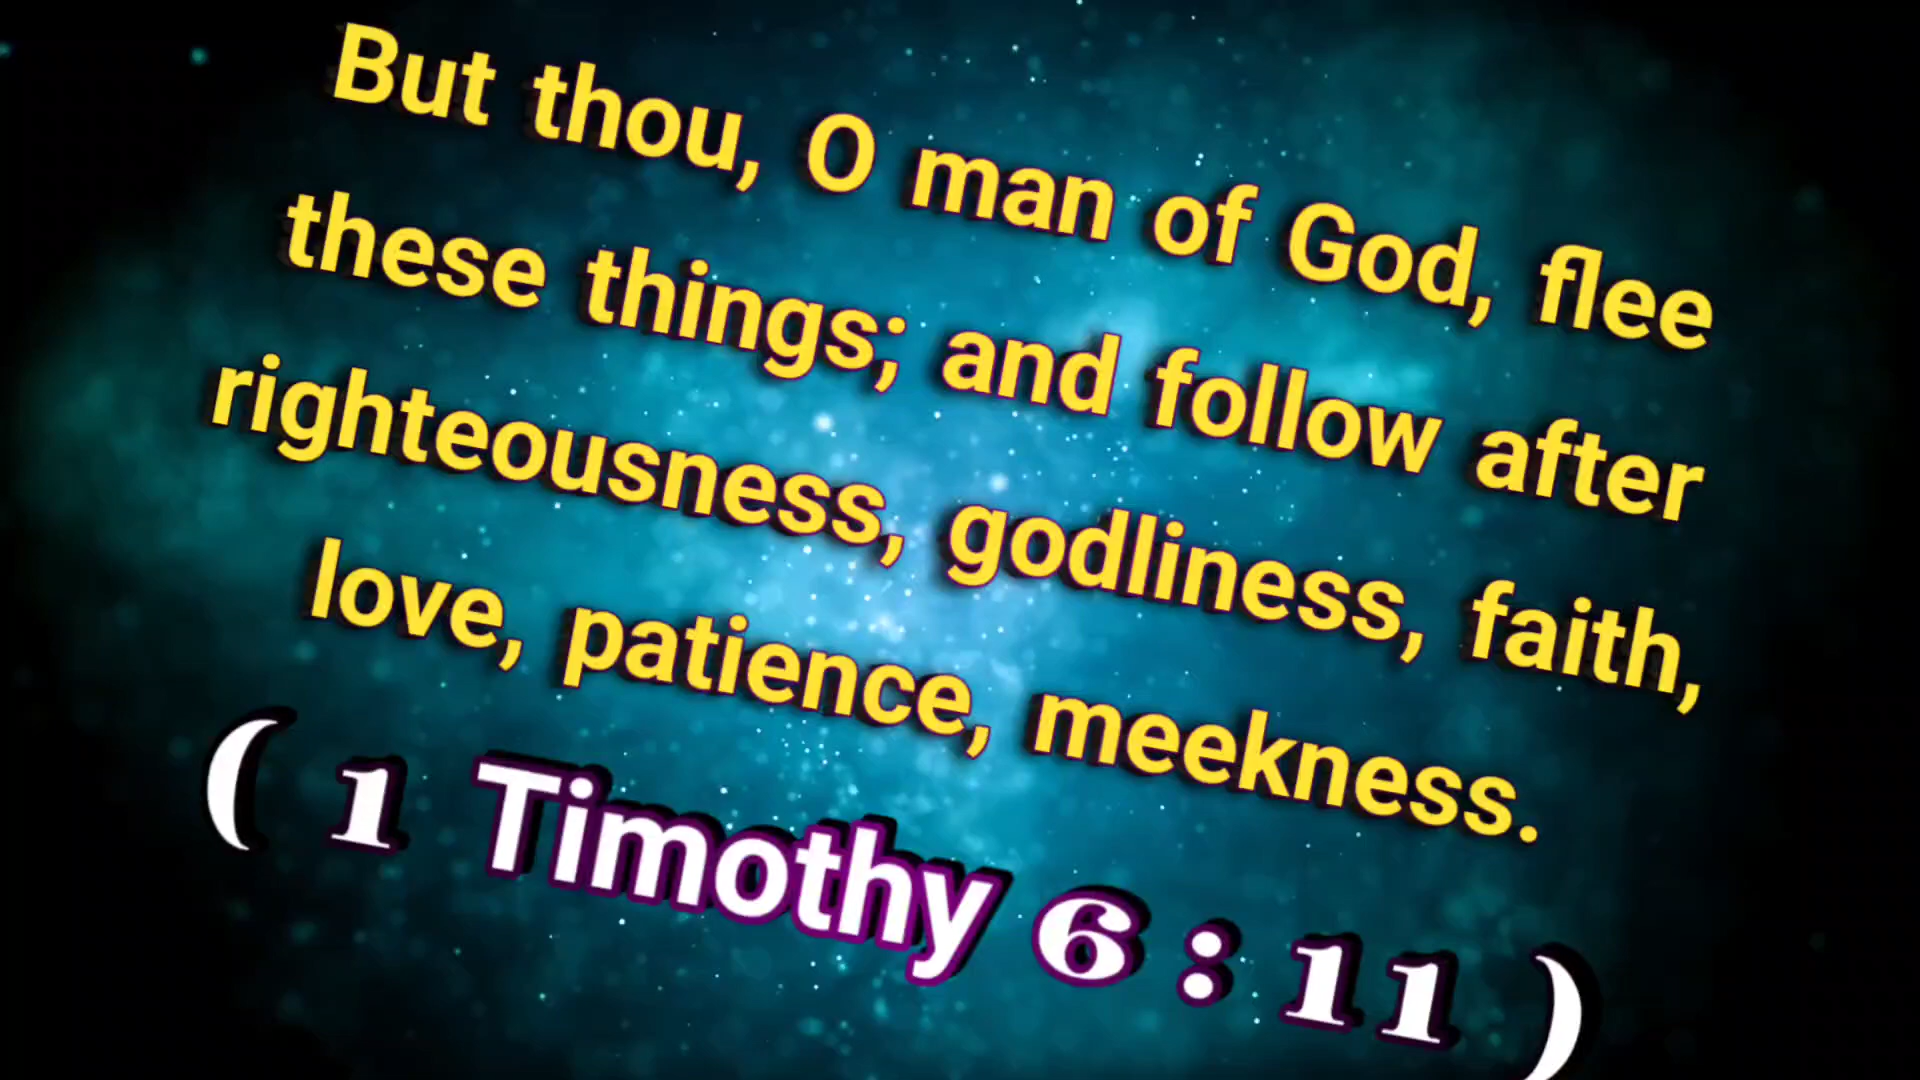 But thou, O man of God, flee
these things; and follow after
righteousness, godliness, faith,
love, patience, meekness.
( 1 Timothy 6 : 11 )